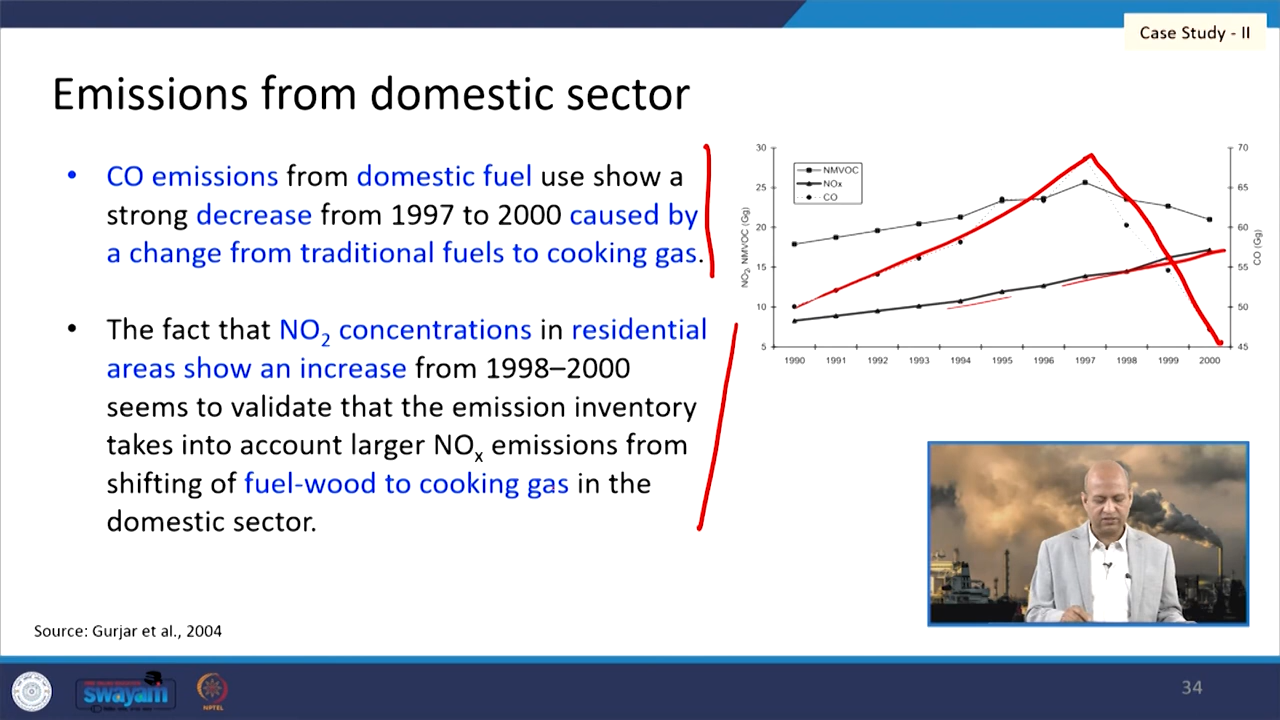 Case Study - II
Emissions from domestic sector
• CO emissions from domestic fuel use show a
strong decrease from 1997 to 2000 caused by
a change from traditional fuels to cooking gas.
• The fact that NO2 concentrations in residential
areas show an increase from 1998–2000
seems to validate that the emission inventory
takes into account larger NOx emissions from
shifting of fuel-wood to cooking gas in the
domestic sector.
30
25
20
15
10
5
NO2, NMVOC (Gg)
NMVOC
NOx
CO
70
65
60
55
50
45
CO (Gg)
1990 1991 1992 1993 1994 1995 1996 1997 1998 1999 2000
Source: Gurjar et al., 2004
swayam
NPTEL
34